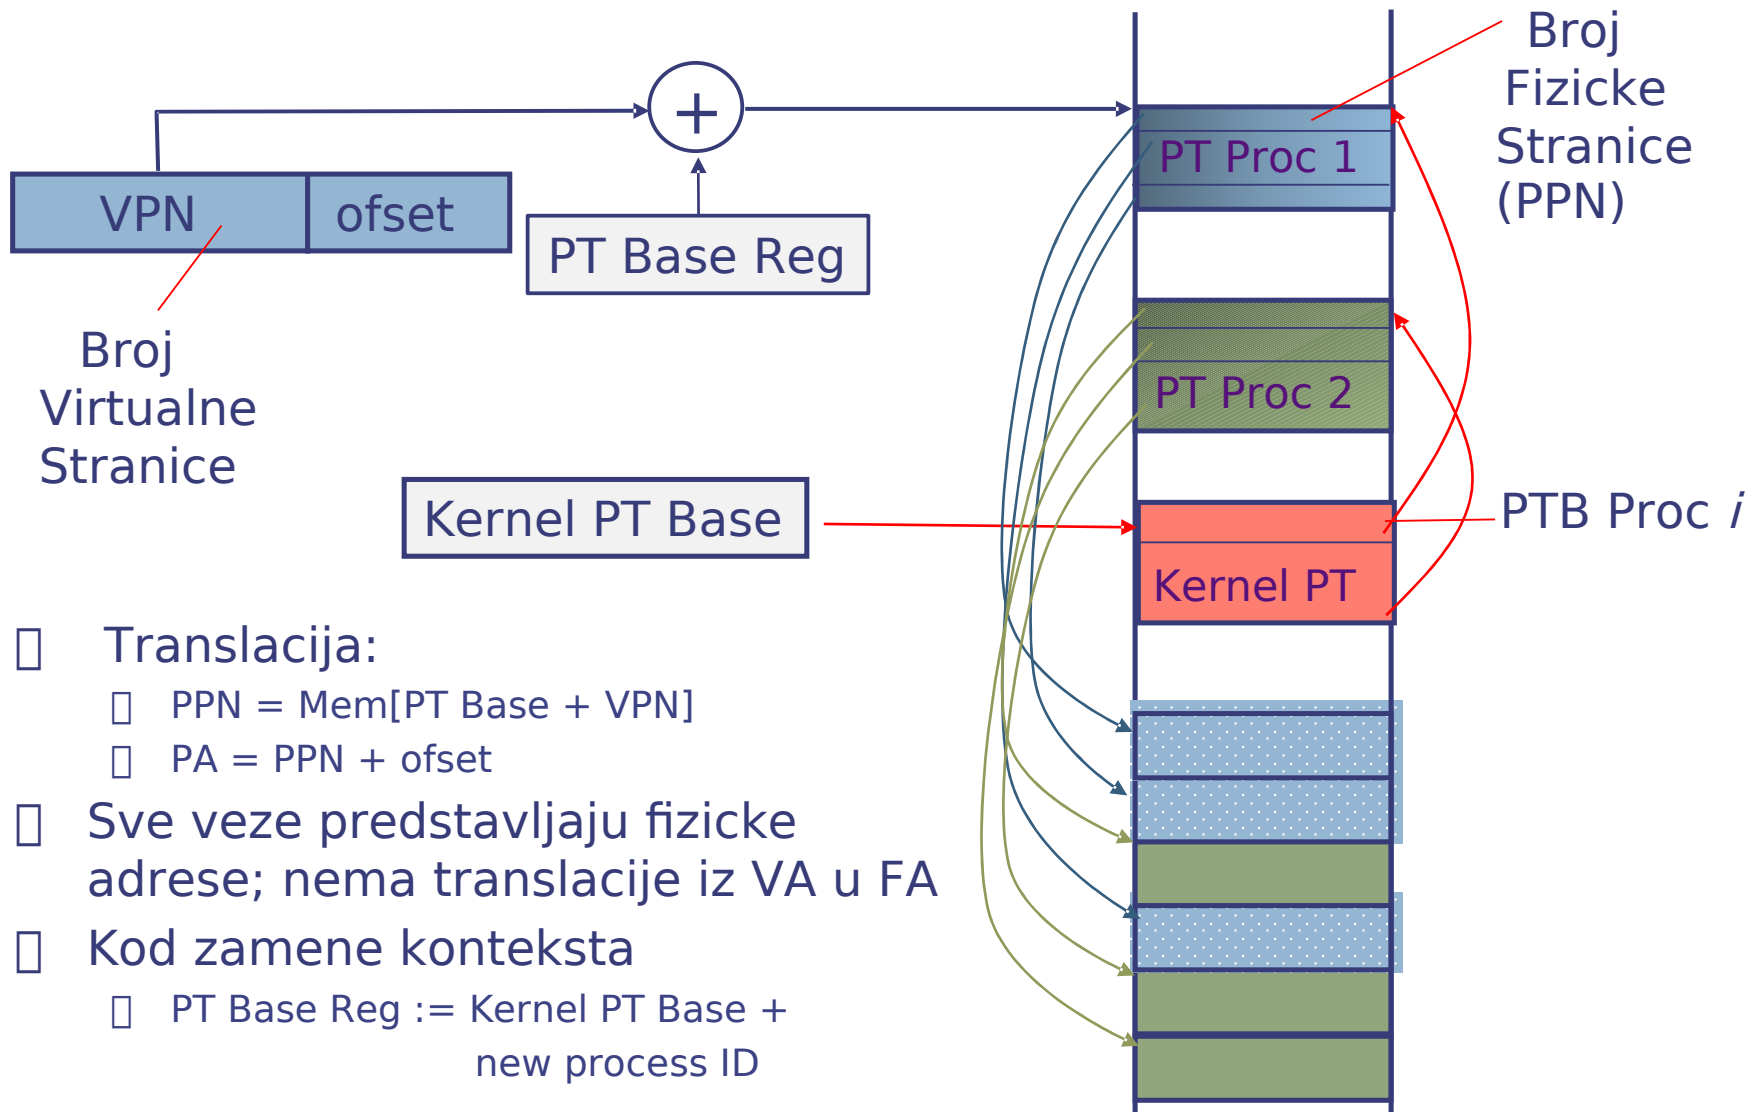 Broj
Fizicke
Stranice
(PPN)
+
PT Proc 1
VPN
ofset
PT Base Reg
Broj
Virtualne
Stranice
PT Proc 2
Kernel PT Base
PTB Proc i
Kernel PT
Translacija:
PPN = Mem[PT Base + VPN]
PA = PPN + ofset
Sve veze predstavljaju fizicke
adrese; nema translacije iz VA u FA
Kod zamene konteksta
PT Base Reg := Kernel PT Base +
new process ID